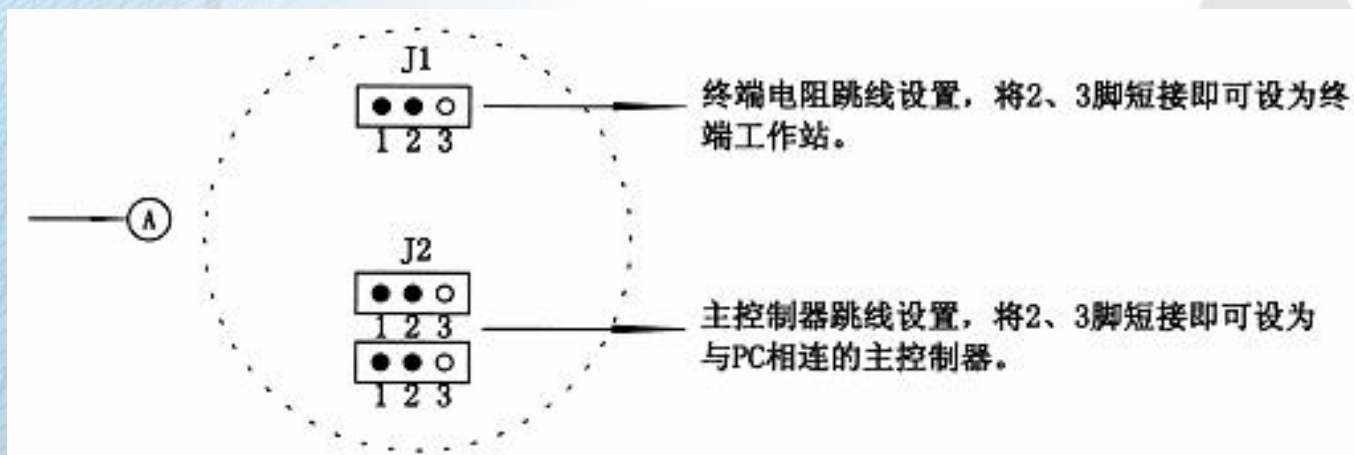 J1
1 2 3
终端电阻跳线设置，将2、3脚短接即可设为终
端工作站。
A
J2
1 2 3
主控制器跳线设置，将2、3脚短接即可设为
与PC相连的主控制器。
1 2 3